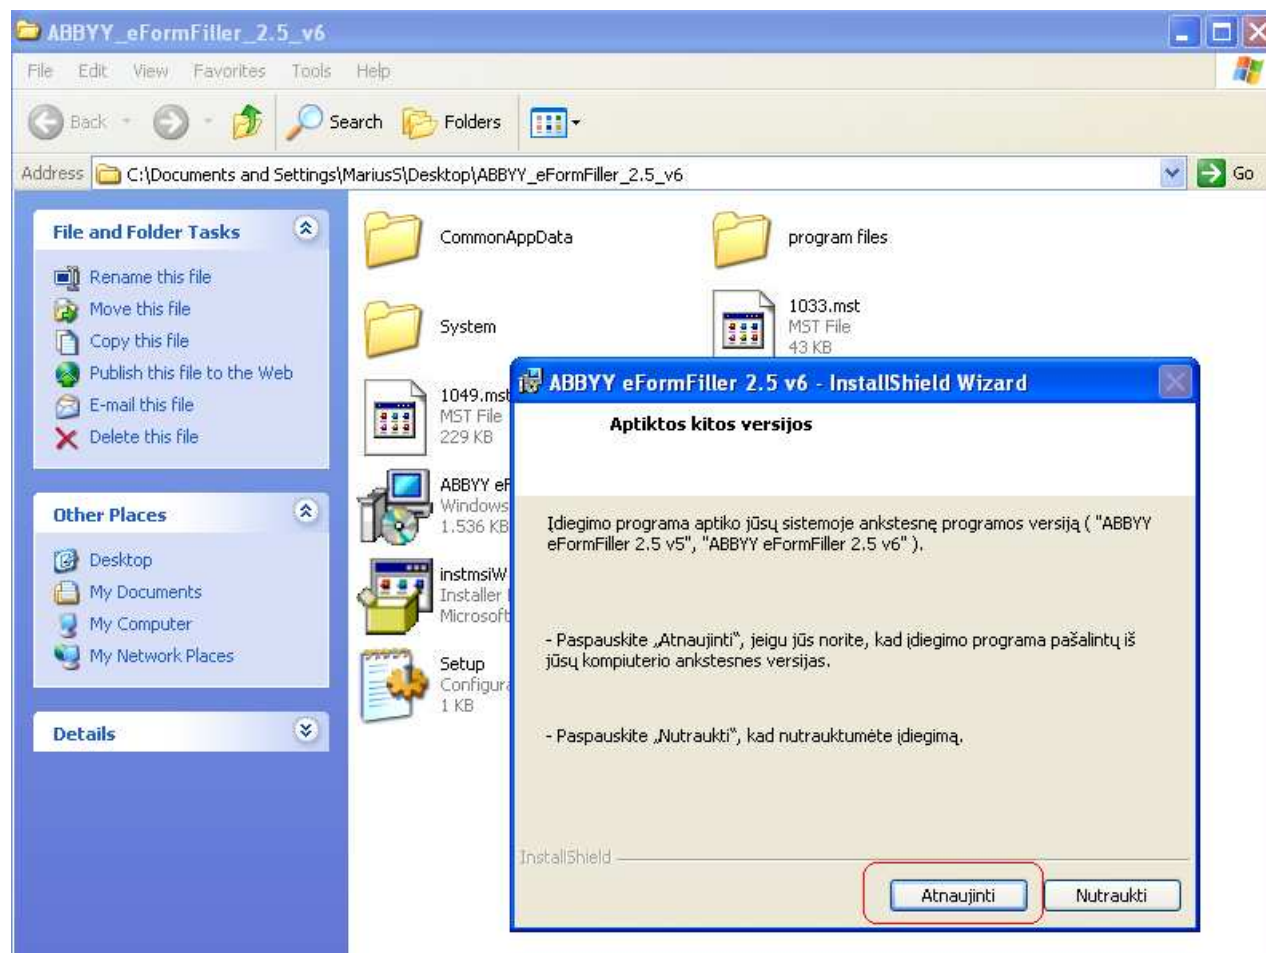 ABBYY_eFormFiller_2.5_v6
File Edit View Favorites Tools Help
Back Search Folders
Address C:\Documents and Settings\MariusS\Desktop\ABBYY_eFormFiller_2.5_v6 Go
File and Folder Tasks
Rename this file
Move this file
Copy this file
Publish this file to the Web
E-mail this file
Delete this file
Other Places
Desktop
My Documents
My Computer
My Network Places
Details
CommonAppData
program files
System
1033.mst
MST File
43 KB
1049.mst
MST File
229 KB
ABBYY eF
Windows
1.536 KB
instmsiW
Installer
Microsoft
Setup
Configura
1 KB
ABBYY eFormFiller 2.5 v6 - InstallShield Wizard
Aptiktos kitos versijos
Įdiegimo programa aptiko jūsų sistemoje ankstesnę programos versiją ( "ABBYY
eFormFiller 2.5 v5", "ABBYY eFormFiller 2.5 v6" ).
- Paspauskite „Atnaujinti“, jeigu jūs norite, kad įdiegimo programa pašalintų iš
jūsų kompiuterio ankstesnes versijas.
- Paspauskite „Nutraukti“, kad nutrauktumėte įdiegimą.
InstallShield
Atnaujinti Nutraukti